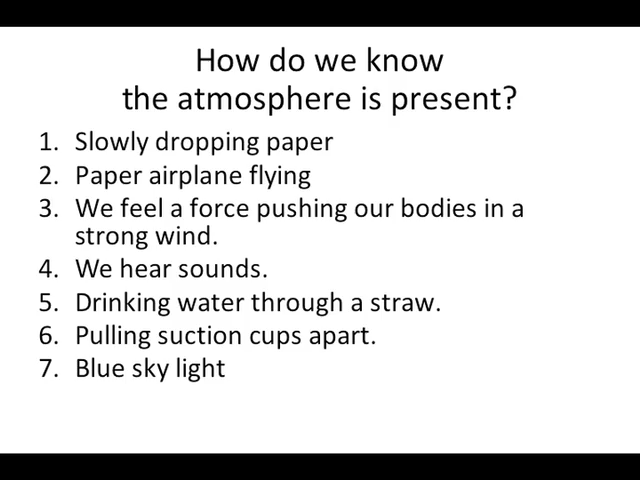 How do we know
the atmosphere is present?
1. Slowly dropping paper
2. Paper airplane flying
3. We feel a force pushing our bodies in a
strong wind.
4. We hear sounds.
5. Drinking water through a straw.
6. Pulling suction cups apart.
7. Blue sky light